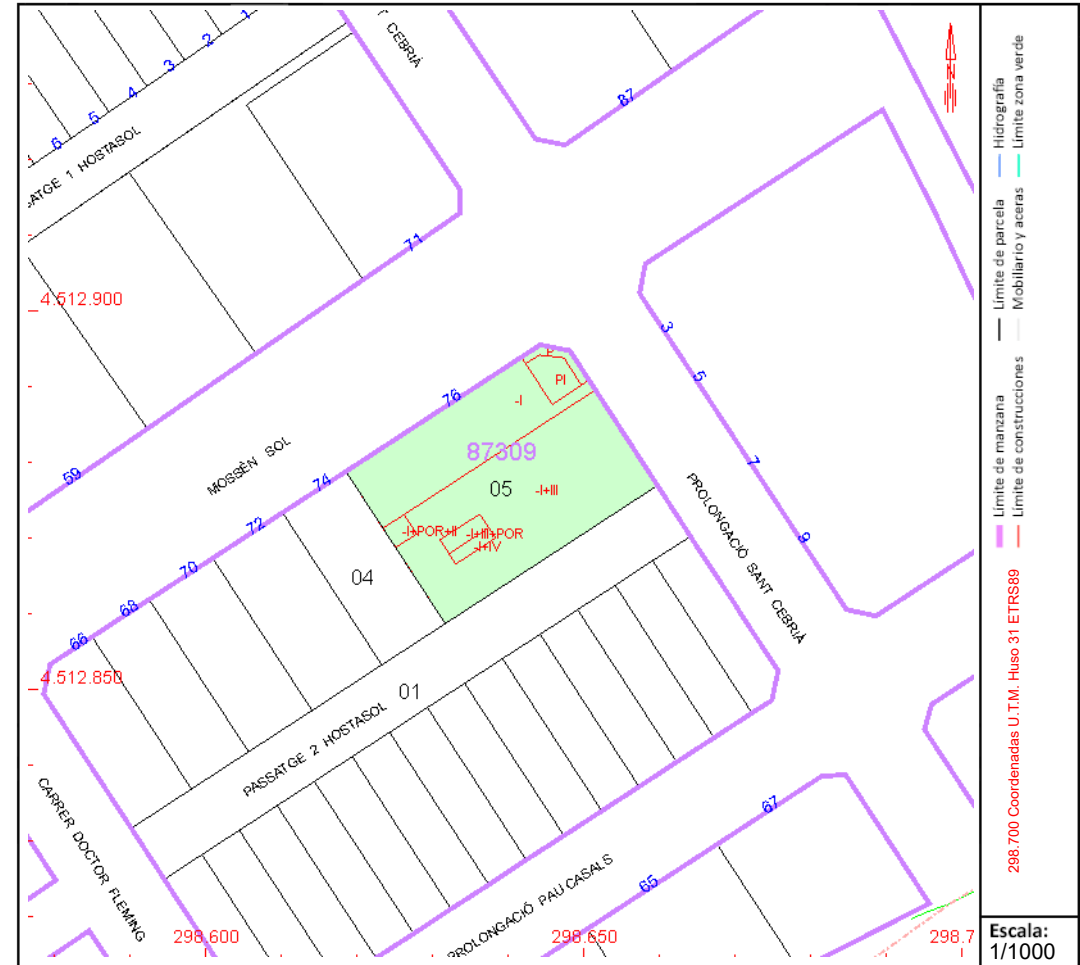 1
2
3
4
5
6
T CEBRIÀ
87
SATGE 1 HOSTASOL
71
4.512.900
3
5
7
9
P
PI
-I
76
87309
05
-I+III
59
MOSSÈN SOL
74
72
70
68
66
-I+POR+II
-I+III+POR
-I+IV
04
PROLONGACIÓ SANT CEBRIÀ
4.512.850
01
PASSATGE 2 HOSTASOL
CARRER DOCTOR FLEMING
67
65
PROLONGACIÓ PAU CASALS
298.600
298.650
298.7
N
Límite de manzana
Límite de parcela
Hidrografía
Límite de construcciones
Mobiliario y aceras
Límite zona verde
298.700 Coordenadas U.T.M. Huso 31 ETRS89
Escala:
1/1000